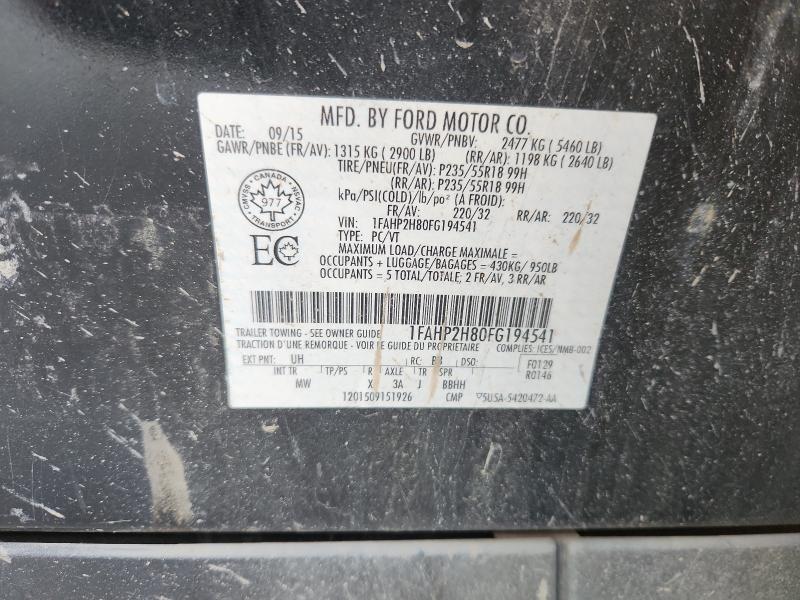 MFD. BY FORD MOTOR CO.
DATE: 09/15 GVWR/PNBV: 2477 KG ( 5460 LB)
GAWR/PNBE (FR/AV): 1315 KG ( 2900 LB) (RR/AR): 1198 KG ( 2640 LB)
TIRE/PNEU(FR/AV): P235/55R18 99H
(RR/AR): P235/55R18 99H
kPa/PSI(COLD)/lb/po² (A FROID):
FR/AV: 220/32 RR/AR: 220/32
CANADA
CMVSS NSVAC
977
TRANSPORT
VIN: 1FAHP2H80FG194541
TYPE: PC/VT
EC
MAXIMUM LOAD/CHARGE MAXIMALE =
OCCUPANTS + LUGGAGE/BAGAGES = 430KG/ 950LB
OCCUPANTS = 5 TOTAL/TOTALE, 2 FR/AV, 3 RR/AR
TRAILER TOWING - SEE OWNER GUIDE 1FAHP2H80FG194541
TRACTION D'UNE REMORQUE - VOIR LE GUIDE DU PROPRIETAIRE COMPLIES: ICES/NMB-002
EXT PNT: UH RC: B3 DSO: F0129
INT TR TP/PS R AXLE TR SPR R0146
MW X 3A J BBHH
1201509151926 CMP ▽5U5A-5420472-AA